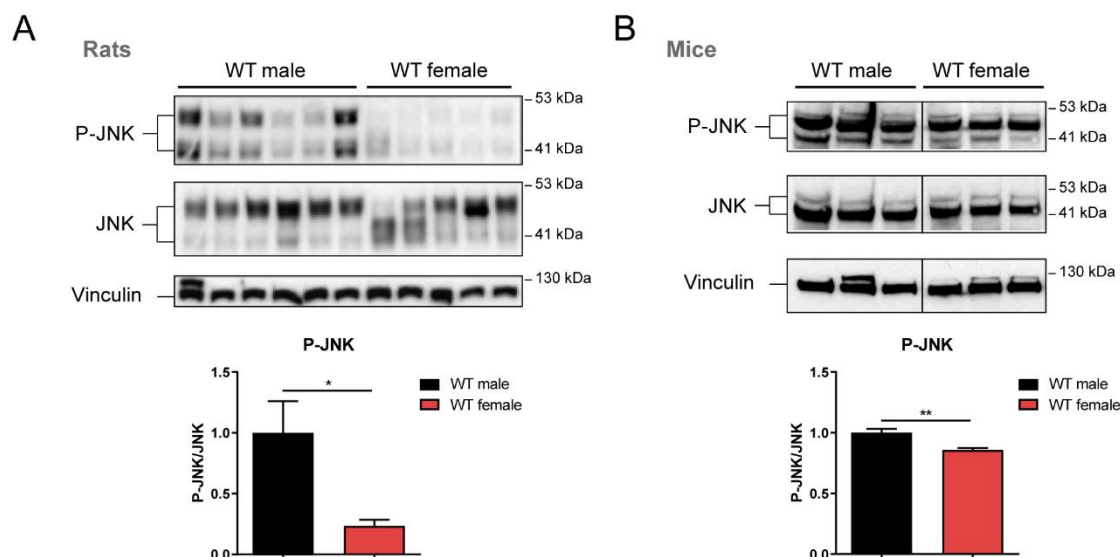 A
Rats
WT male
WT female
P-JNK
53 kDa
41 kDa
JNK
53 kDa
41 kDa
Vinculin
130 kDa
P-JNK
P-JNK/JNK
1.5
1.0
0.5
0.0
*
WT male
WT female
B
Mice
WT male
WT female
P-JNK
53 kDa
41 kDa
JNK
53 kDa
41 kDa
Vinculin
130 kDa
P-JNK
P-JNK/JNK
1.5
1.0
0.5
0.0
**
WT male
WT female